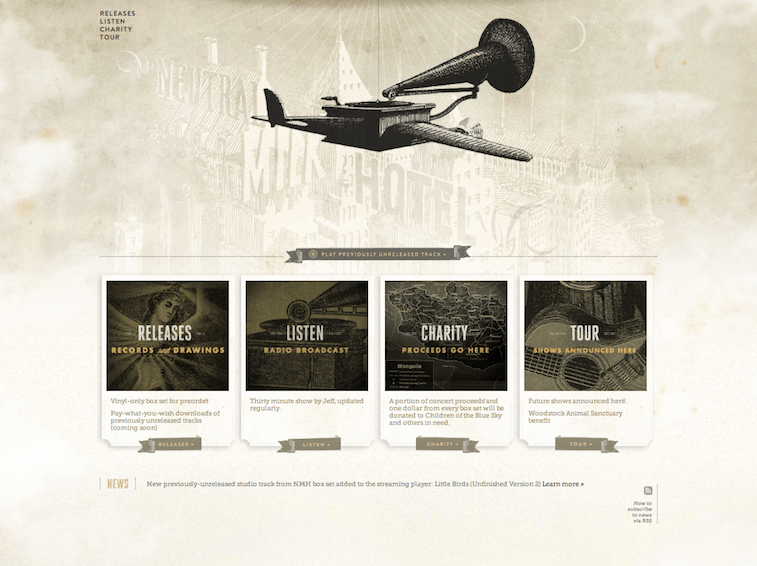 RELEASES
LISTEN
CHARITY
TOUR
NEUTRAL
MILK
HOTEL
PLAY PREVIOUSLY UNRELEASED TRACK »
RELEASES
RECORDS and DRAWINGS
Vinyl-only box set for preorder!
Pay-what-you-wish downloads of
previously unreleased tracks
(coming soon)
RELEASES »
LISTEN
RADIO BROADCAST
Thirty minute show by Jeff, updated
regularly.
LISTEN »
CHARITY
PROCEEDS GO HERE
Mongolia
A portion of concert proceeds and
one dollar from every box set will be
donated to Children of the Blue Sky
and others in need.
CHARITY »
TOUR
SHOWS ANNOUNCED HERE
Future shows announced here!
Woodstock Animal Sanctuary
benefit
TOUR »
NEWS
New previously-unreleased studio track from NMH box set added to the streaming player: Little Birds (Unfinished Version 2) Learn more »
How to
subscribe
to news
via RSS